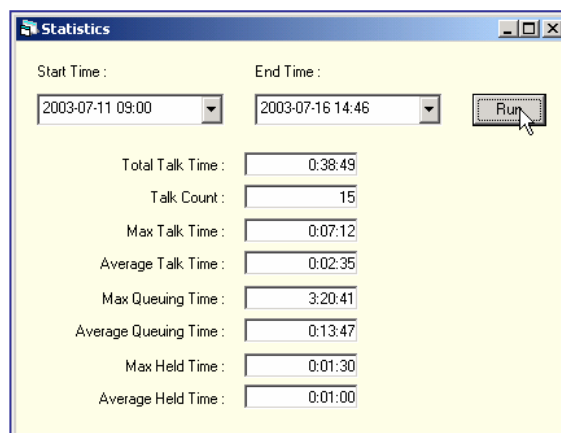 Statistics
Start Time : End Time :
2003-07-11 09:00 2003-07-16 14:46 Run
Total Talk Time : 0:38:49
Talk Count : 15
Max Talk Time : 0:07:12
Average Talk Time : 0:02:35
Max Queuing Time : 3:20:41
Average Queuing Time : 0:13:47
Max Held Time : 0:01:30
Average Held Time : 0:01:00